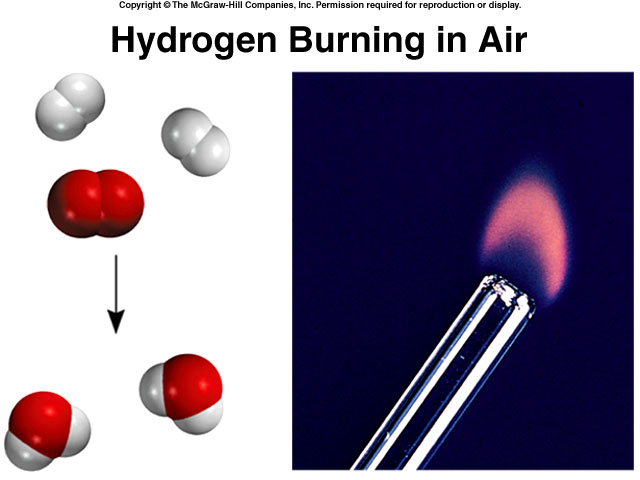 Copyright © The McGraw-Hill Companies, Inc. Permission required for reproduction or display.
Hydrogen Burning in Air